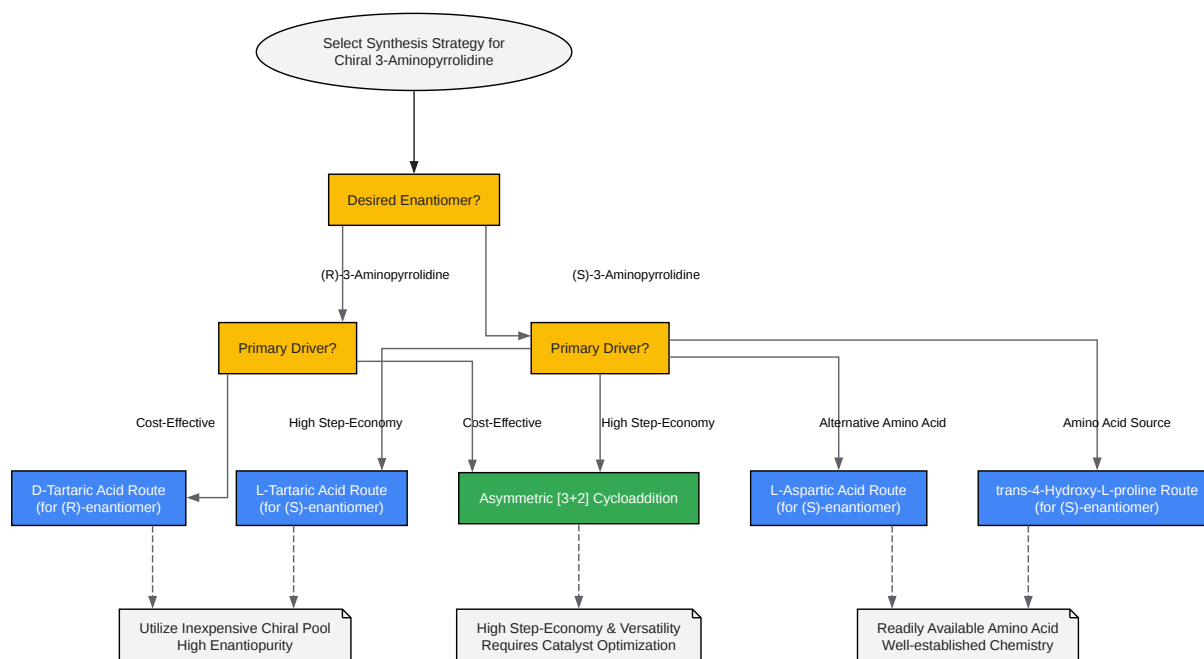 Select Synthesis Strategy for
Chiral 3-Aminopyrrolidine
Desired Enantiomer?
(R)-3-Aminopyrrolidine
(S)-3-Aminopyrrolidine
Primary Driver?
Primary Driver?
Cost-Effective
High Step-Economy
Cost-Effective
High Step-Economy
Alternative Amino Acid
Amino Acid Source
D-Tartaric Acid Route
(for (R)-enantiomer)
L-Tartaric Acid Route
(for (S)-enantiomer)
Asymmetric [3+2] Cycloaddition
L-Aspartic Acid Route
(for (S)-enantiomer)
trans-4-Hydroxy-L-proline Route
(for (S)-enantiomer)
Utilize Inexpensive Chiral Pool
High Enantiopurity
High Step-Economy & Versatility
Requires Catalyst Optimization
Readily Available Amino Acid
Well-established Chemistry